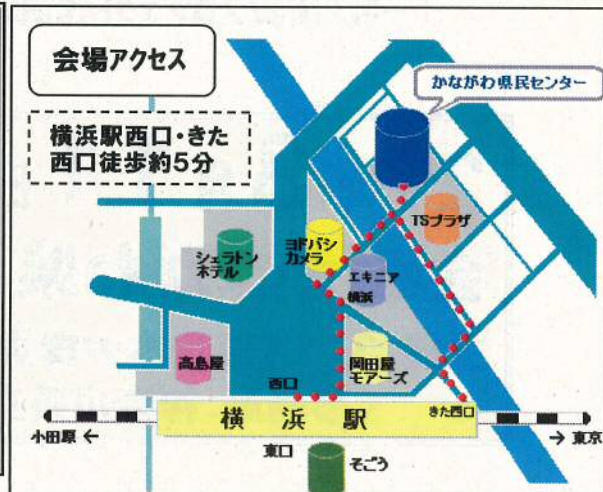 会場アクセス
横浜駅西口・きた
西口徒歩約5分
かながわ県民センター
TSプラザ
ヨドバシ
カメラ
シェラトン
ホテル
エキニア
横浜
高島屋
岡田屋
モアーズ
西口
きた西口
横浜駅
小田原 ←
→ 東京
東口
そごう